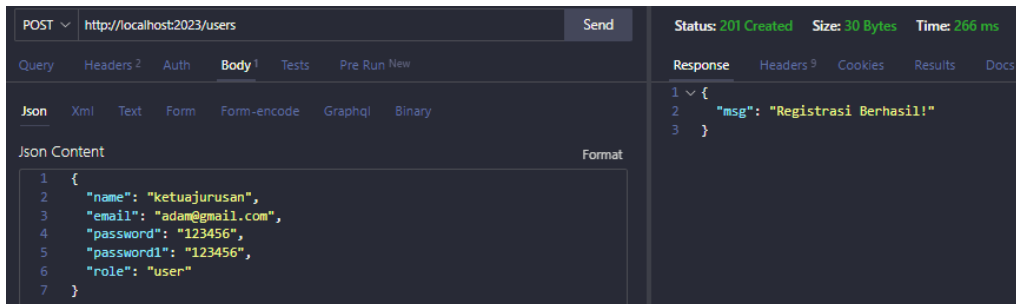 POST http://localhost:2023/users Send
Query Headers 2 Auth Body 1 Tests Pre Run New
Json Xml Text Form Form-encode Graphql Binary
Json Content Format
1 {
2 "name": "ketuajurusan",
3 "email": "adam@gmail.com",
4 "password": "123456",
5 "password1": "123456",
6 "role": "user"
7 }
Status: 201 Created Size: 30 Bytes Time: 266 ms
Response Headers 9 Cookies Results Docs
1 {
2 "msg": "Registrasi Berhasil!"
3 }